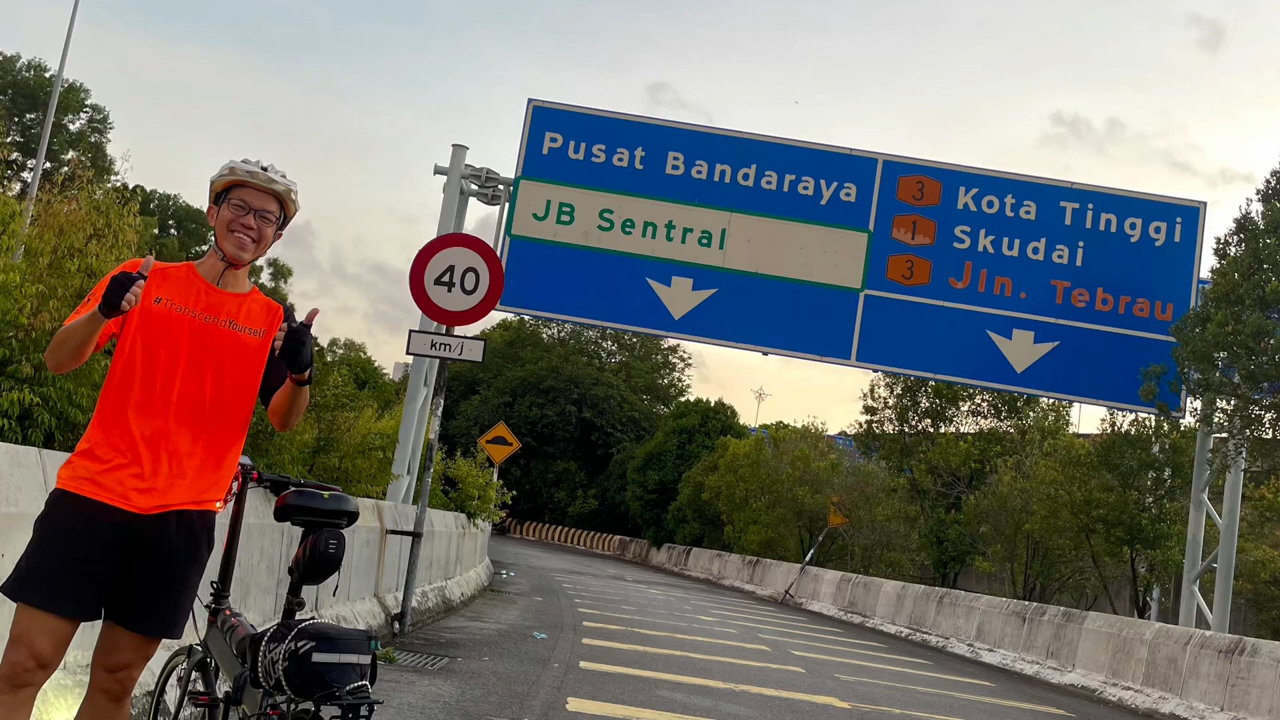 #TranscendYourself
40
km/j
Pusat Bandaraya
JB Sentral
3 Kota Tinggi
1 Skudai
3 Jln. Tebrau